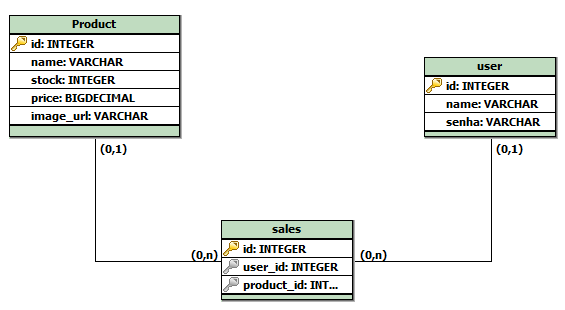 Product
id: INTEGER
name: VARCHAR
stock: INTEGER
price: BIGDECIMAL
image_url: VARCHAR
(0,1)
user
id: INTEGER
name: VARCHAR
senha: VARCHAR
(0,1)
sales
id: INTEGER
(0,n)
user_id: INTEGER
(0,n)
product_id: INT...